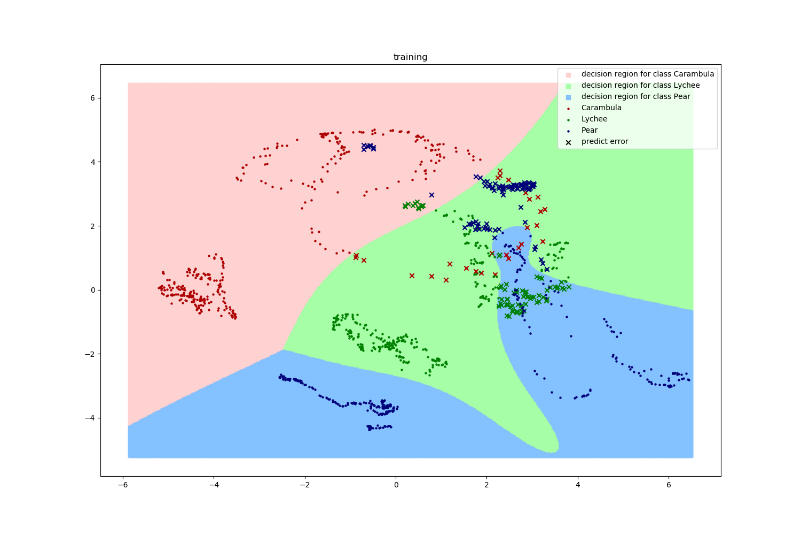 training
decision region for class Carambula
decision region for class Lychee
decision region for class Pear
Carambula
Lychee
Pear
predict error
6
4
2
0
−2
−4
−6 −4 −2 0 2 4 6